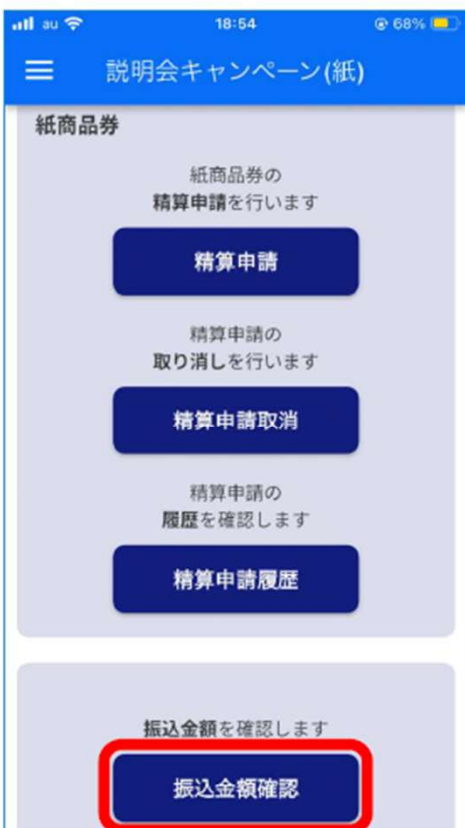 au 18:54 68%
説明会キャンペーン(紙)
紙商品券
紙商品券の
精算申請を行います
精算申請
精算申請の
取り消しを行います
精算申請取消
精算申請の
履歴を確認します
精算申請履歴
振込金額を確認します
振込金額確認